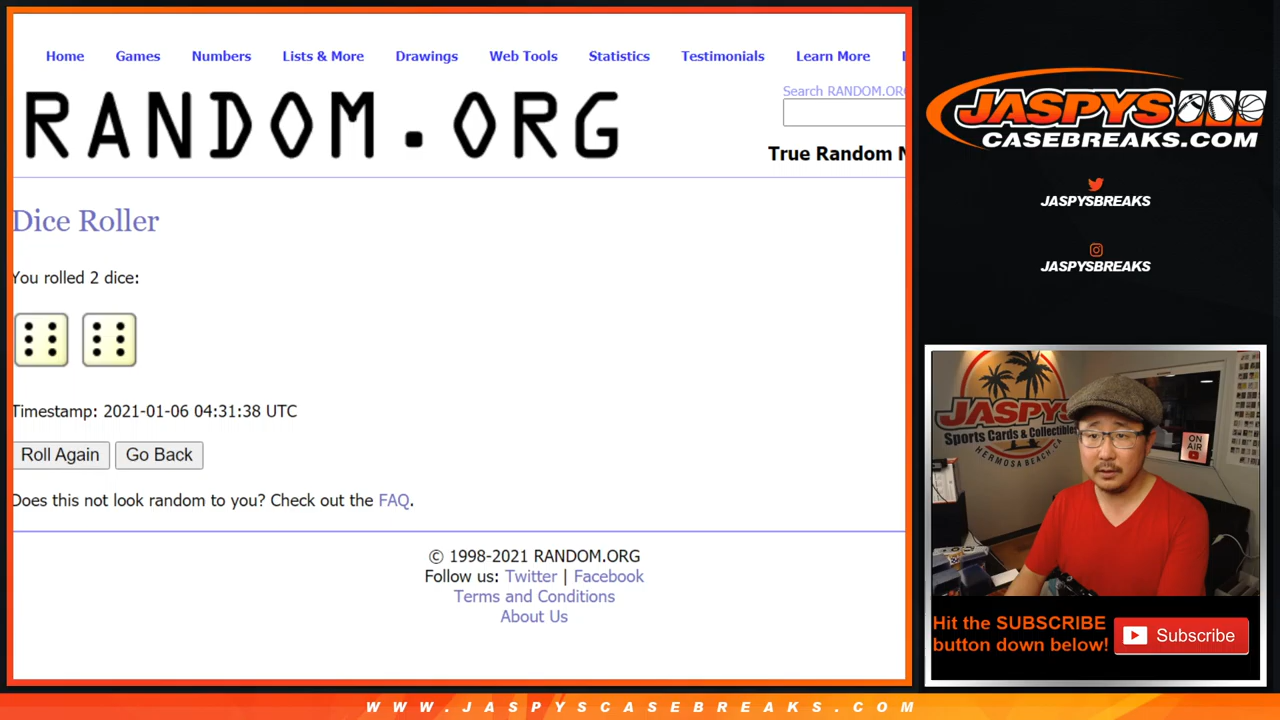 Home Games Numbers Lists & More Drawings Web Tools Statistics Testimonials Learn More
Search RANDOM.ORG
RANDOM.ORG
True Random N
Dice Roller
You rolled 2 dice:
Timestamp: 2021-01-06 04:31:38 UTC
Roll Again Go Back
Does this not look random to you? Check out the FAQ.
© 1998-2021 RANDOM.ORG
Follow us: Twitter | Facebook
Terms and Conditions
About Us
JASPYS
CASEBREAKS.COM
JASPYSBREAKS
JASPYSBREAKS
JASPYS
Sports Cards & Collectibles
HERMOSA BEACH, CA
ON
AIR
Hit the SUBSCRIBE
button down below!
Subscribe
WWW.JASPYSCASEBREAKS.COM